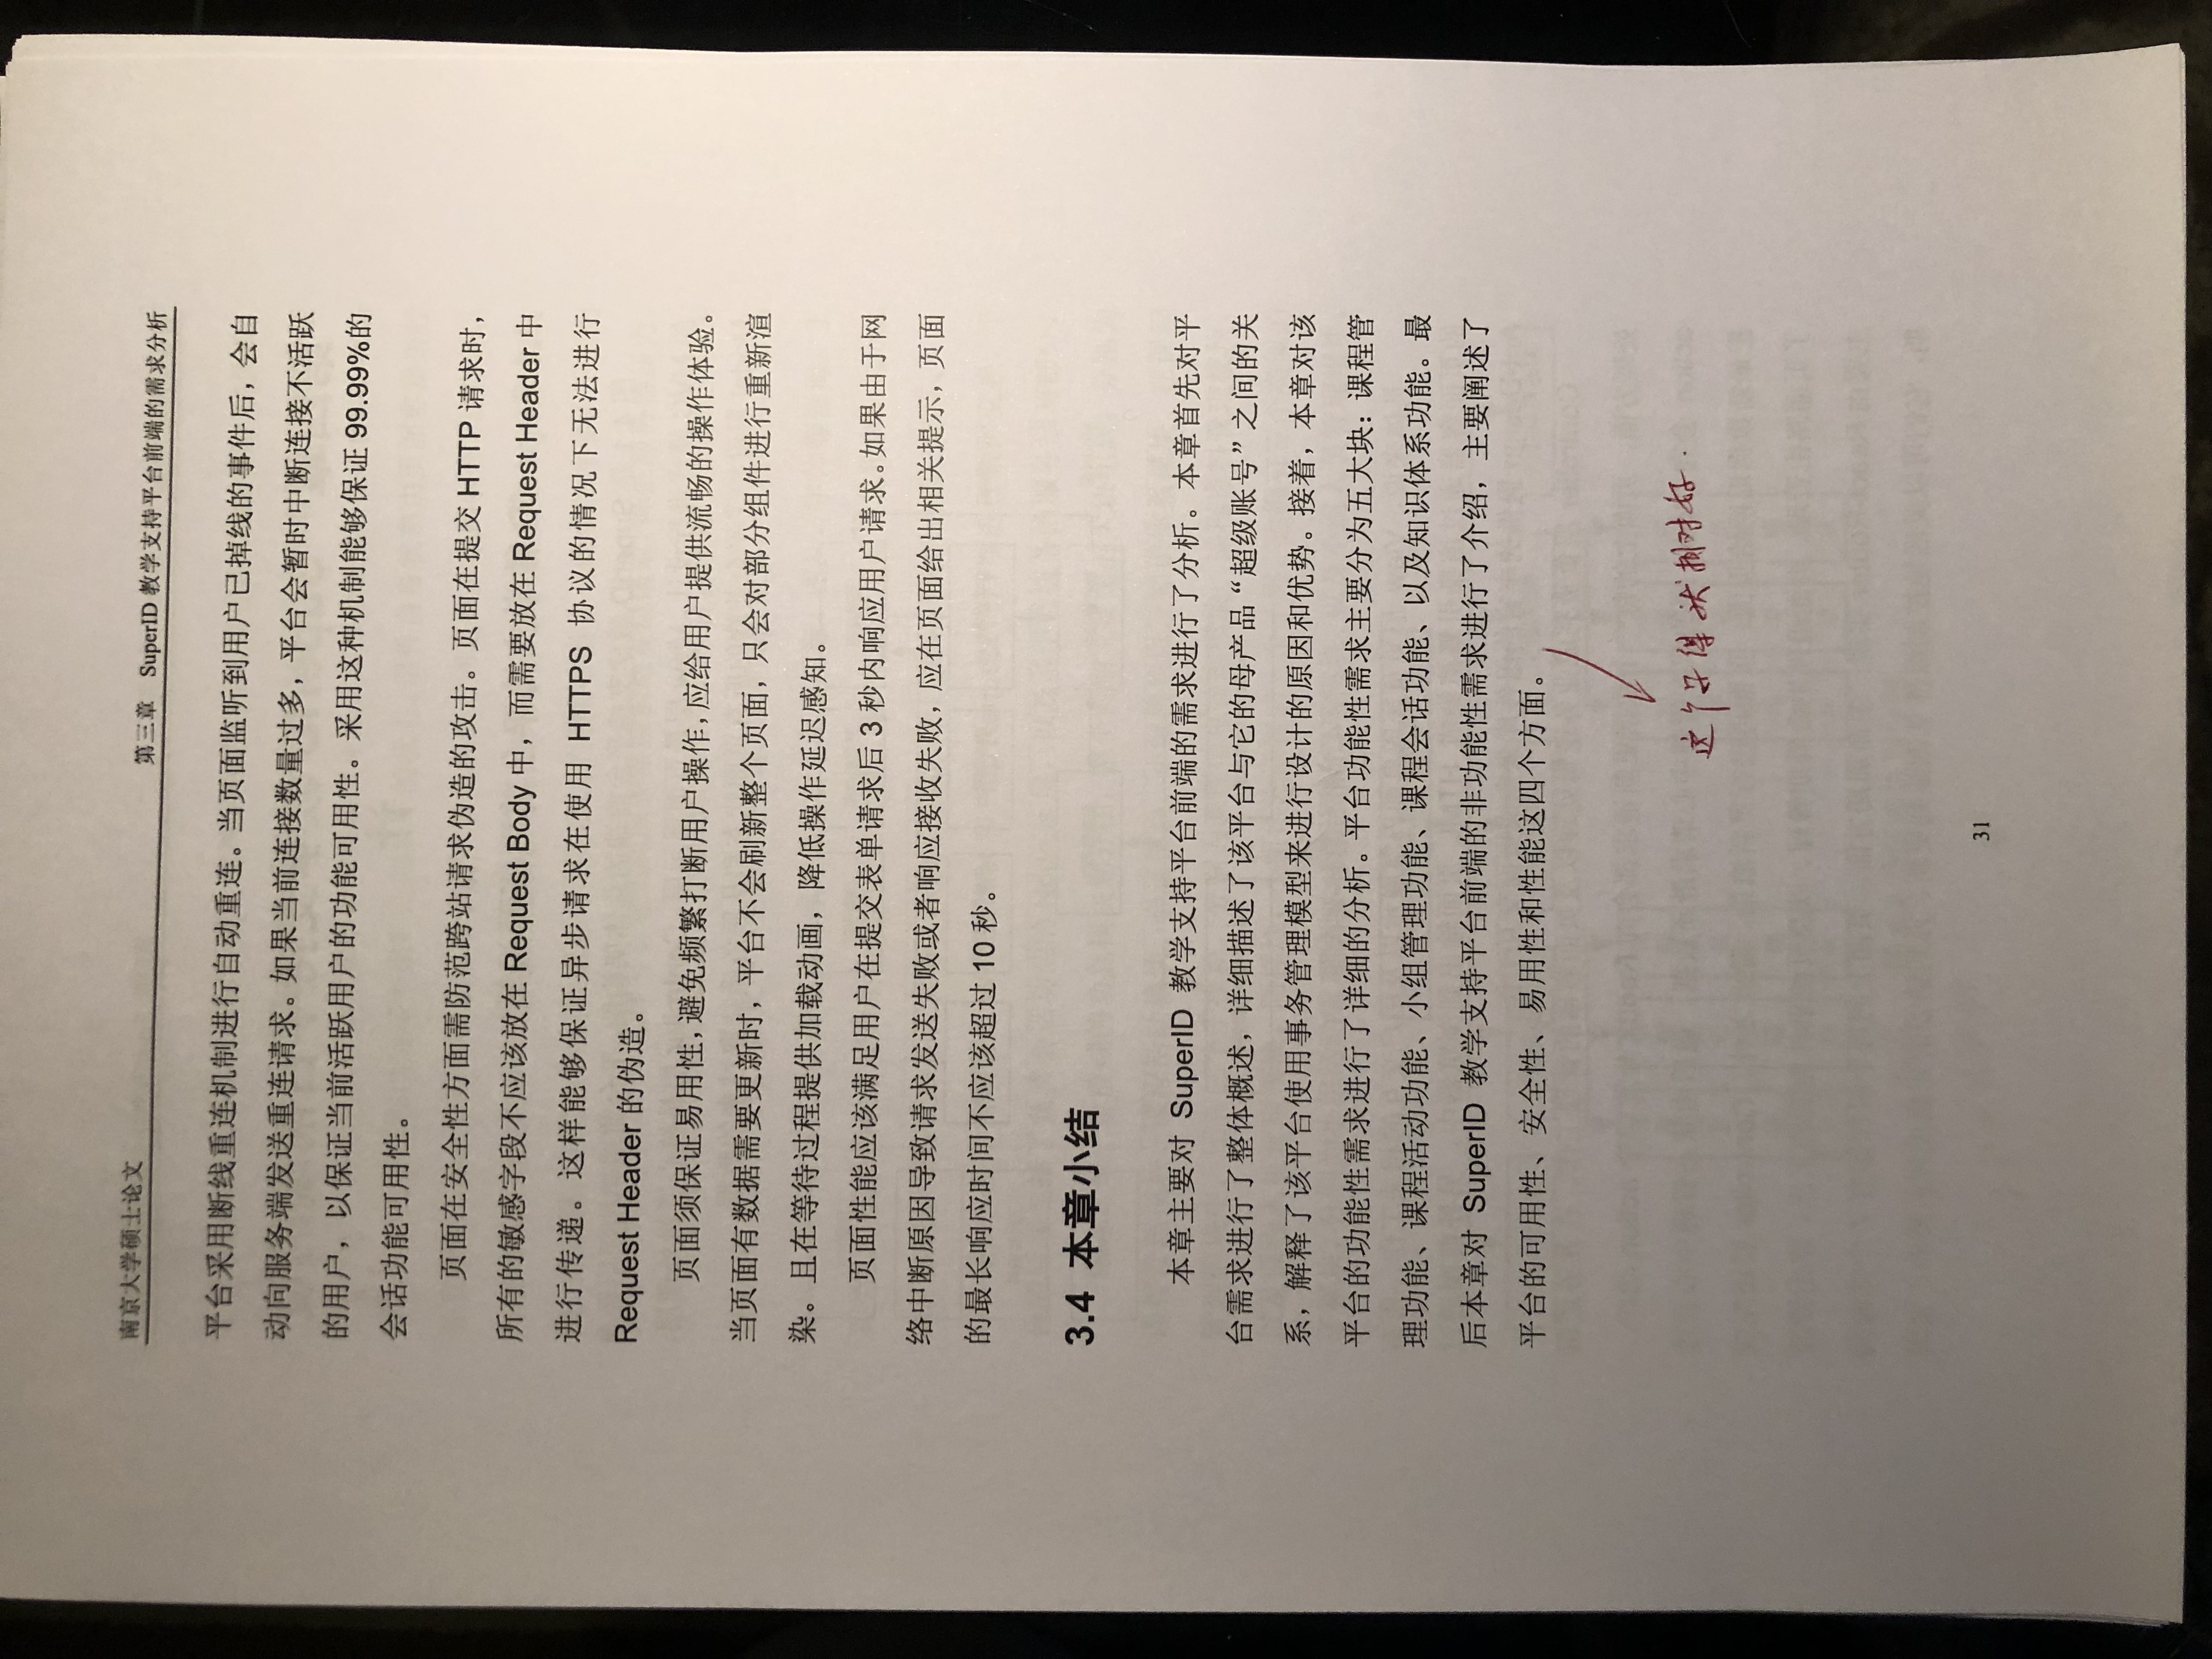 南京大学硕士论文
第三章 SuperID 教学支持平台前端的需求分析
平台采用断线重连机制进行自动重连。当页面监听到用户已掉线的事件后，会自
动向服务端发送重连请求。如果当前连接数量过多，平台会暂时中断连接不活跃
的用户，以保证当前活跃用户的功能可用性。采用这种机制能够保证 99.99%的
会话功能可用性。
页面在安全性方面需防范跨站请求伪造的攻击。页面在提交 HTTP 请求时，
所有的敏感字段不应该放在 Request Body 中，而需要放在 Request Header 中
进行传递。这样能够保证异步请求在使用 HTTPS 协议的情况下无法进行
Request Header 的伪造。
页面须保证易用性，避免频繁打断用户操作，应给用户提供流畅的操作体验。
当页面有数据需要更新时，平台不会刷新整个页面，只会对部分组件进行重新渲
染。且在等待过程提供加载动画，降低操作延迟感知。
页面性能应该满足用户在提交表单请求后 3 秒内响应用户请求。如果由于网
络中断原因导致请求发送失败或者响应接收失败，应在页面给出相关提示，页面
的最长响应时间不应该超过 10 秒。
3.4 本章小结
本章主要对 SuperID 教学支持平台前端的需求进行了分析。本章首先对平
台需求进行了整体概述，详细描述了该平台与它的母产品“超级账号”之间的关
系，解释了该平台使用事务管理模型来进行设计的原因和优势。接着，本章对该
平台的功能性需求进行了详细的分析。平台功能性需求主要分为五大块：课程管
理功能、课程活动功能、小组管理功能、课程会话功能、以及知识体系功能。最
后本章对 SuperID 教学支持平台前端的非功能性需求进行了介绍，主要阐述了
平台的可用性、安全性、易用性和性能这四个方面。
这个 相对好.
31